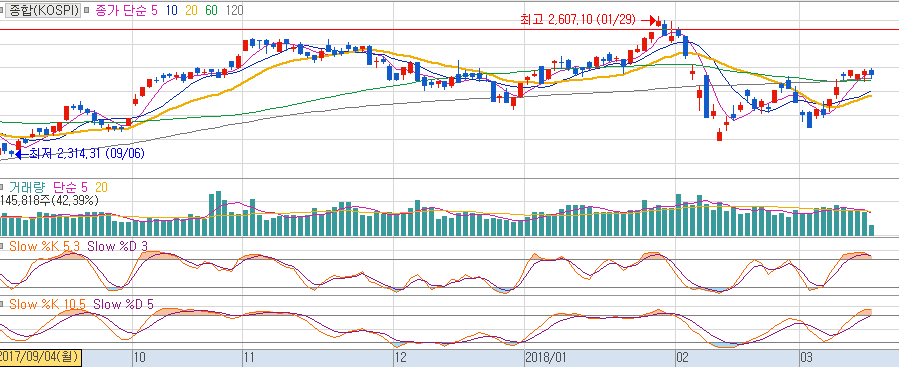 종합(KOSPI) 종가 단순 5 10 20 60 120
최고 2,607,10 (01/29)
최저 2,314,31 (09/06)
거래량 단순 5 20
145,818주(42,39%)
Slow %K 5,3 Slow %D 3
Slow %K 10,5 Slow %D 5
2017/09/04(월) 10 11 12 2018/01 02 03